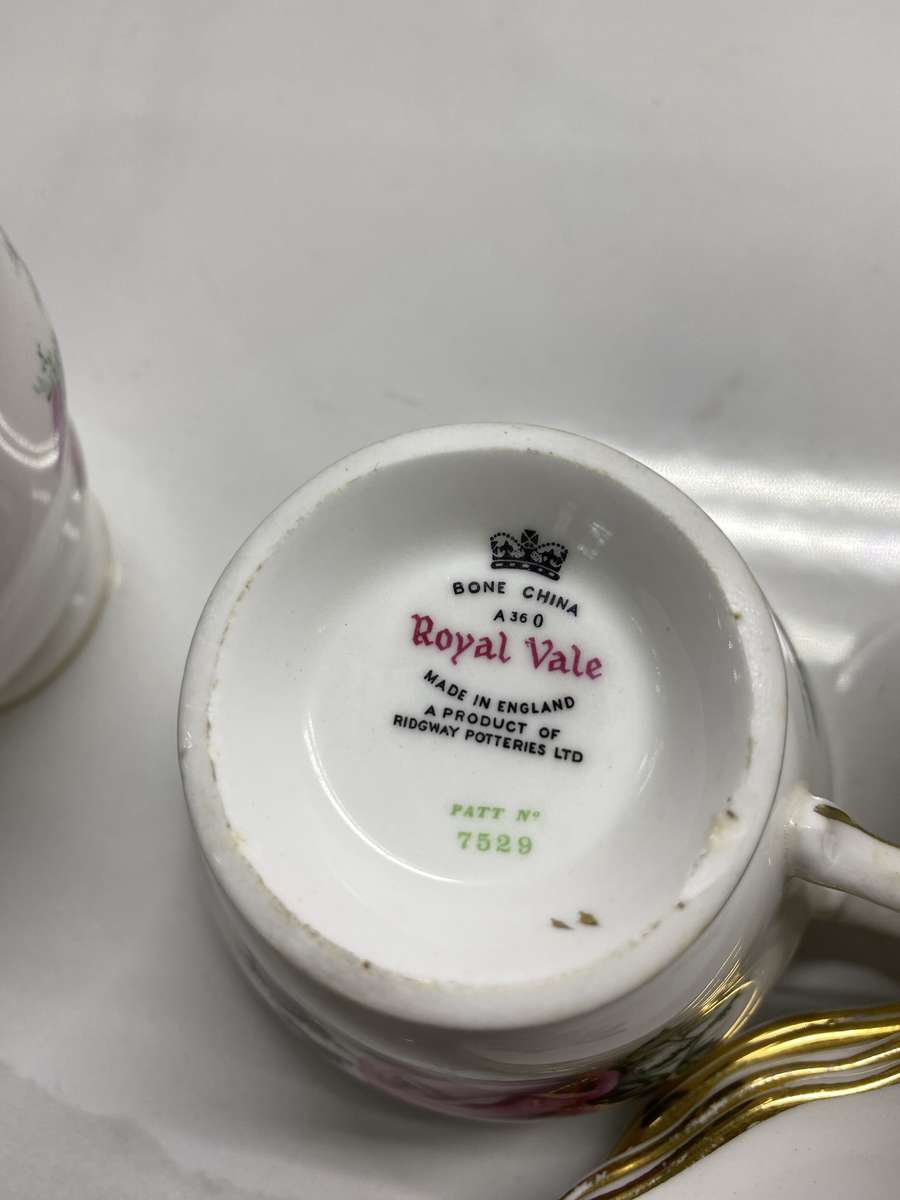 BONE CHINA
A 36 0
Royal Vale
MADE IN ENGLAND
A PRODUCT OF
RIDGWAY POTTERIES LTD
PATT Nº
7529